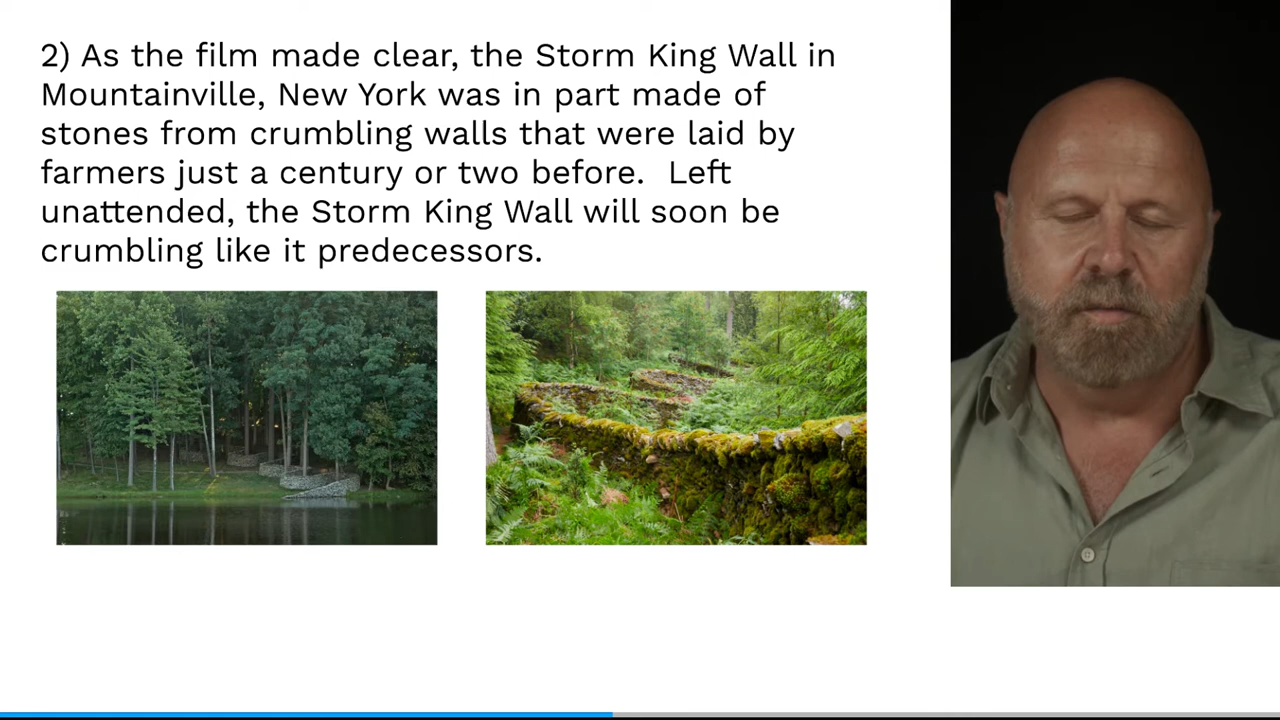 2) As the film made clear, the Storm King Wall in
Mountainville, New York was in part made of
stones from crumbling walls that were laid by
farmers just a century or two before.  Left
unattended, the Storm King Wall will soon be
crumbling like it predecessors.